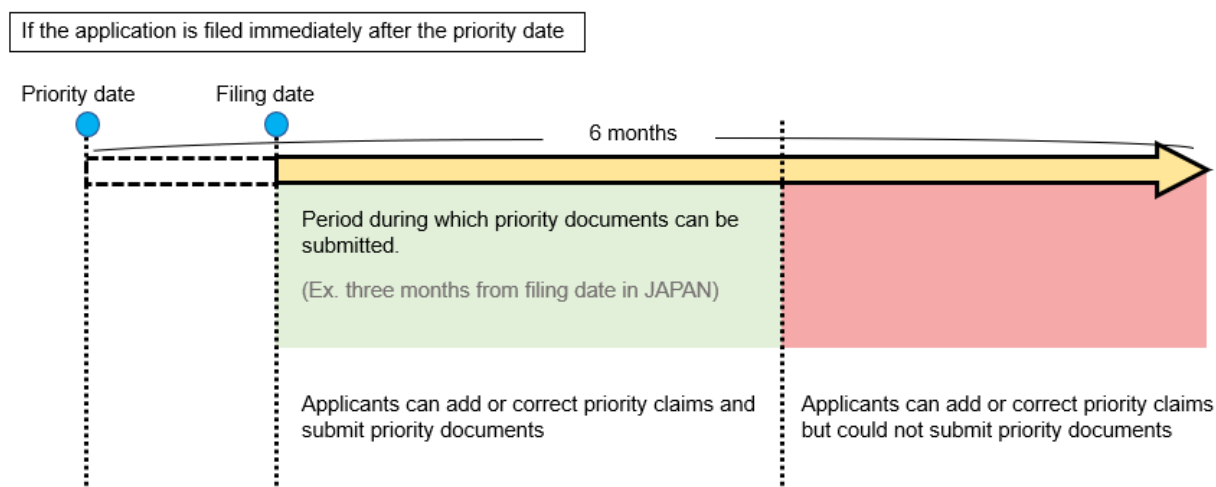 If the application is filed immediately after the priority date
Priority date
Filing date
6 months
Period during which priority documents can be
submitted.
(Ex. three months from filing date in JAPAN)
Applicants can add or correct priority claims and
submit priority documents
Applicants can add or correct priority claims
but could not submit priority documents